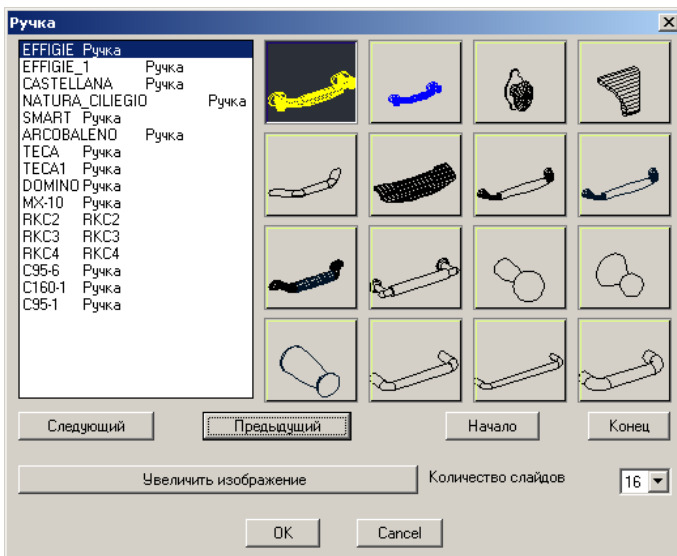 Ручка
EFFIGIE Ручка
EFFIGIE_1 Ручка
CASTELLANA Ручка
NATURA_CILIEGIO Ручка
SMART Ручка
ARCOBALENO Ручка
TECA Ручка
TECA1 Ручка
DOMINO Ручка
MX-10 Ручка
RKC2 RKC2
RKC3 RKC3
RKC4 RKC4
C95-6 Ручка
C160-1 Ручка
C95-1 Ручка
Следующий Предыдущий Начало Конец
Увеличить изображение Количество слайдов 16
OK Cancel